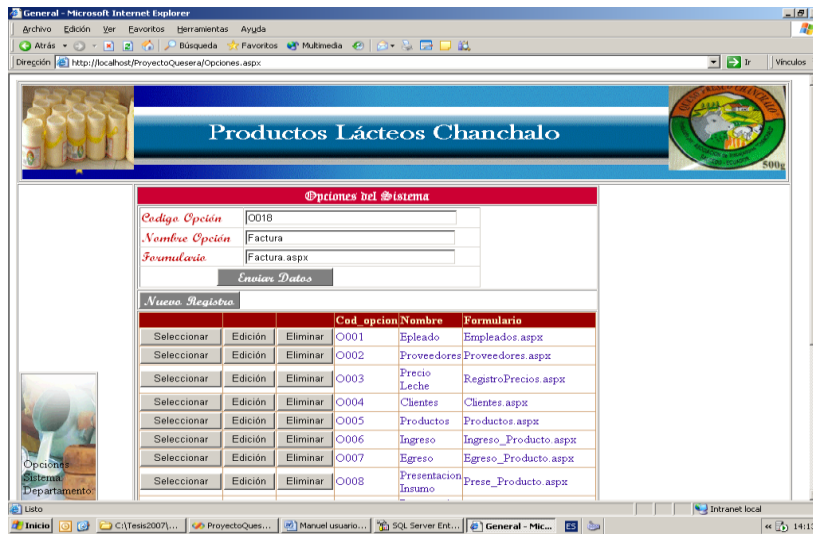 General - Microsoft Internet Explorer
Archivo Edición Ver Favoritos Herramientas Ayuda
Atrás Búsqueda Favoritos Multimedia
Dirección http://localhost/ProyectoQuesera/Opciones.aspx Ir Vínculos
Productos Lácteos Chanchalo
500g
Opciones del Sistema
Codigo Opción O018
Nombre Opción Factura
Formulario Factura.aspx
Enviar Datos
Nuevo Registro
Cod_opcion Nombre Formulario
Seleccionar Edición Eliminar O001 Epleado Empleados.aspx
Seleccionar Edición Eliminar O002 Proveedores Proveedores.aspx
Seleccionar Edición Eliminar O003 Precio Leche RegistroPrecios.aspx
Seleccionar Edición Eliminar O004 Clientes Clientes.aspx
Seleccionar Edición Eliminar O005 Productos Productos.aspx
Seleccionar Edición Eliminar O006 Ingreso Ingreso_Producto.aspx
Seleccionar Edición Eliminar O007 Egreso Egreso_Producto.aspx
Seleccionar Edición Eliminar O008 Presentacion Insumo Prese_Producto.aspx
Opciones
Sistema
Departamento
Listo Intranet local
Inicio C:\Tesis2007\... ProyectoQues... Manuel usuario... SQL Server Ent... General - Mic... ES 14:1